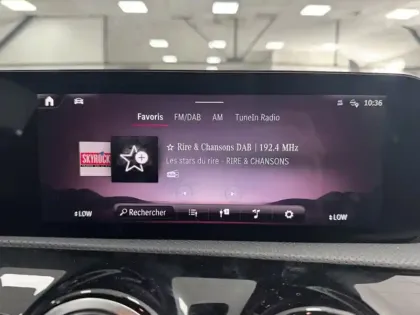 10:36
Favoris FM/DAB AM TuneIn Radio
SKYROCK
☆ Rire & Chansons DAB | 192.4 MHz
Les stars du rire - RIRE & CHANSONS
LOW Rechercher LOW